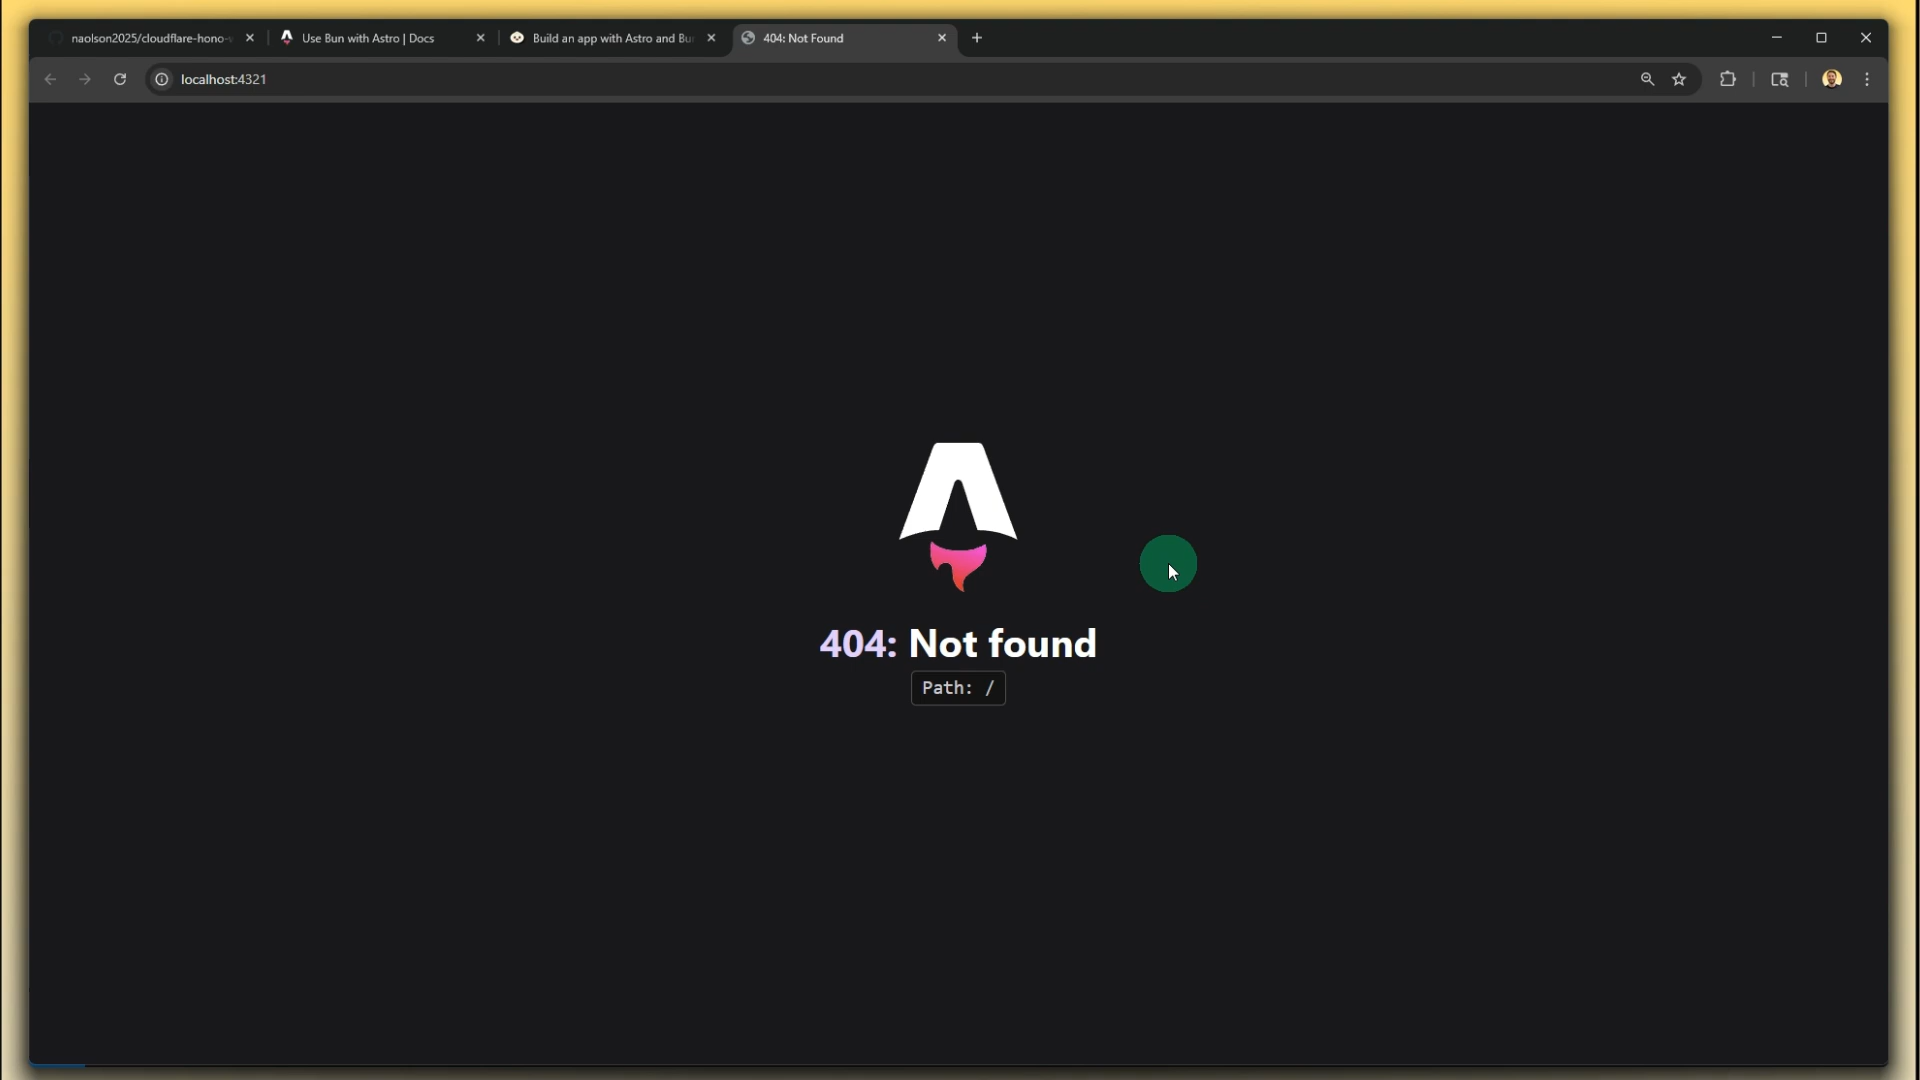 naolson2025/cloudflare-hono-
Use Bun with Astro | Docs
Build an app with Astro and Bun
404: Not Found
localhost:4321
404: Not found
Path: /